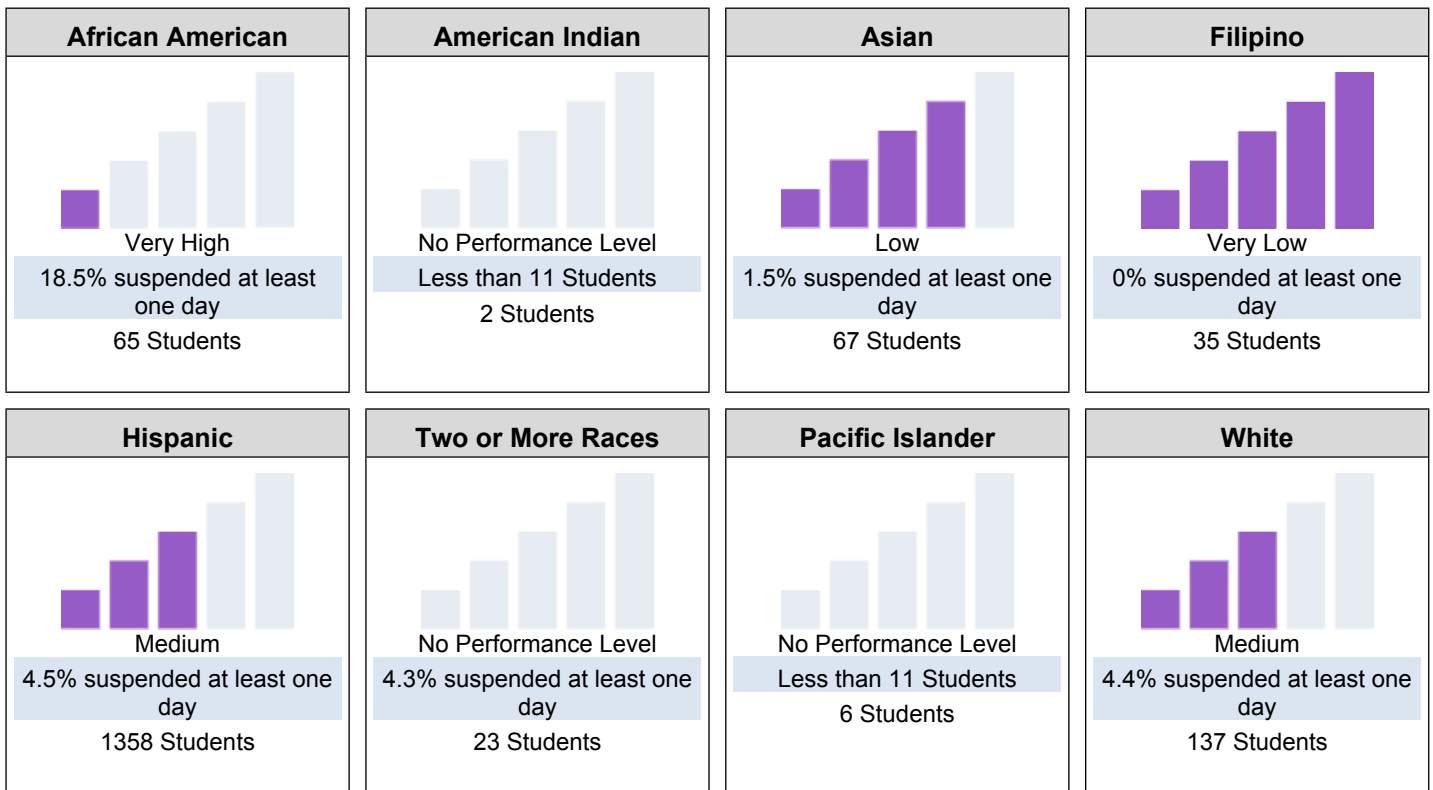 African American
Very High
18.5% suspended at least
one day
65 Students
American Indian
No Performance Level
Less than 11 Students
2 Students
Asian
Low
1.5% suspended at least one
day
67 Students
Filipino
Very Low
0% suspended at least one
day
35 Students
Hispanic
Medium
4.5% suspended at least one
day
1358 Students
Two or More Races
No Performance Level
4.3% suspended at least one
day
23 Students
Pacific Islander
No Performance Level
Less than 11 Students
6 Students
White
Medium
4.4% suspended at least one
day
137 Students